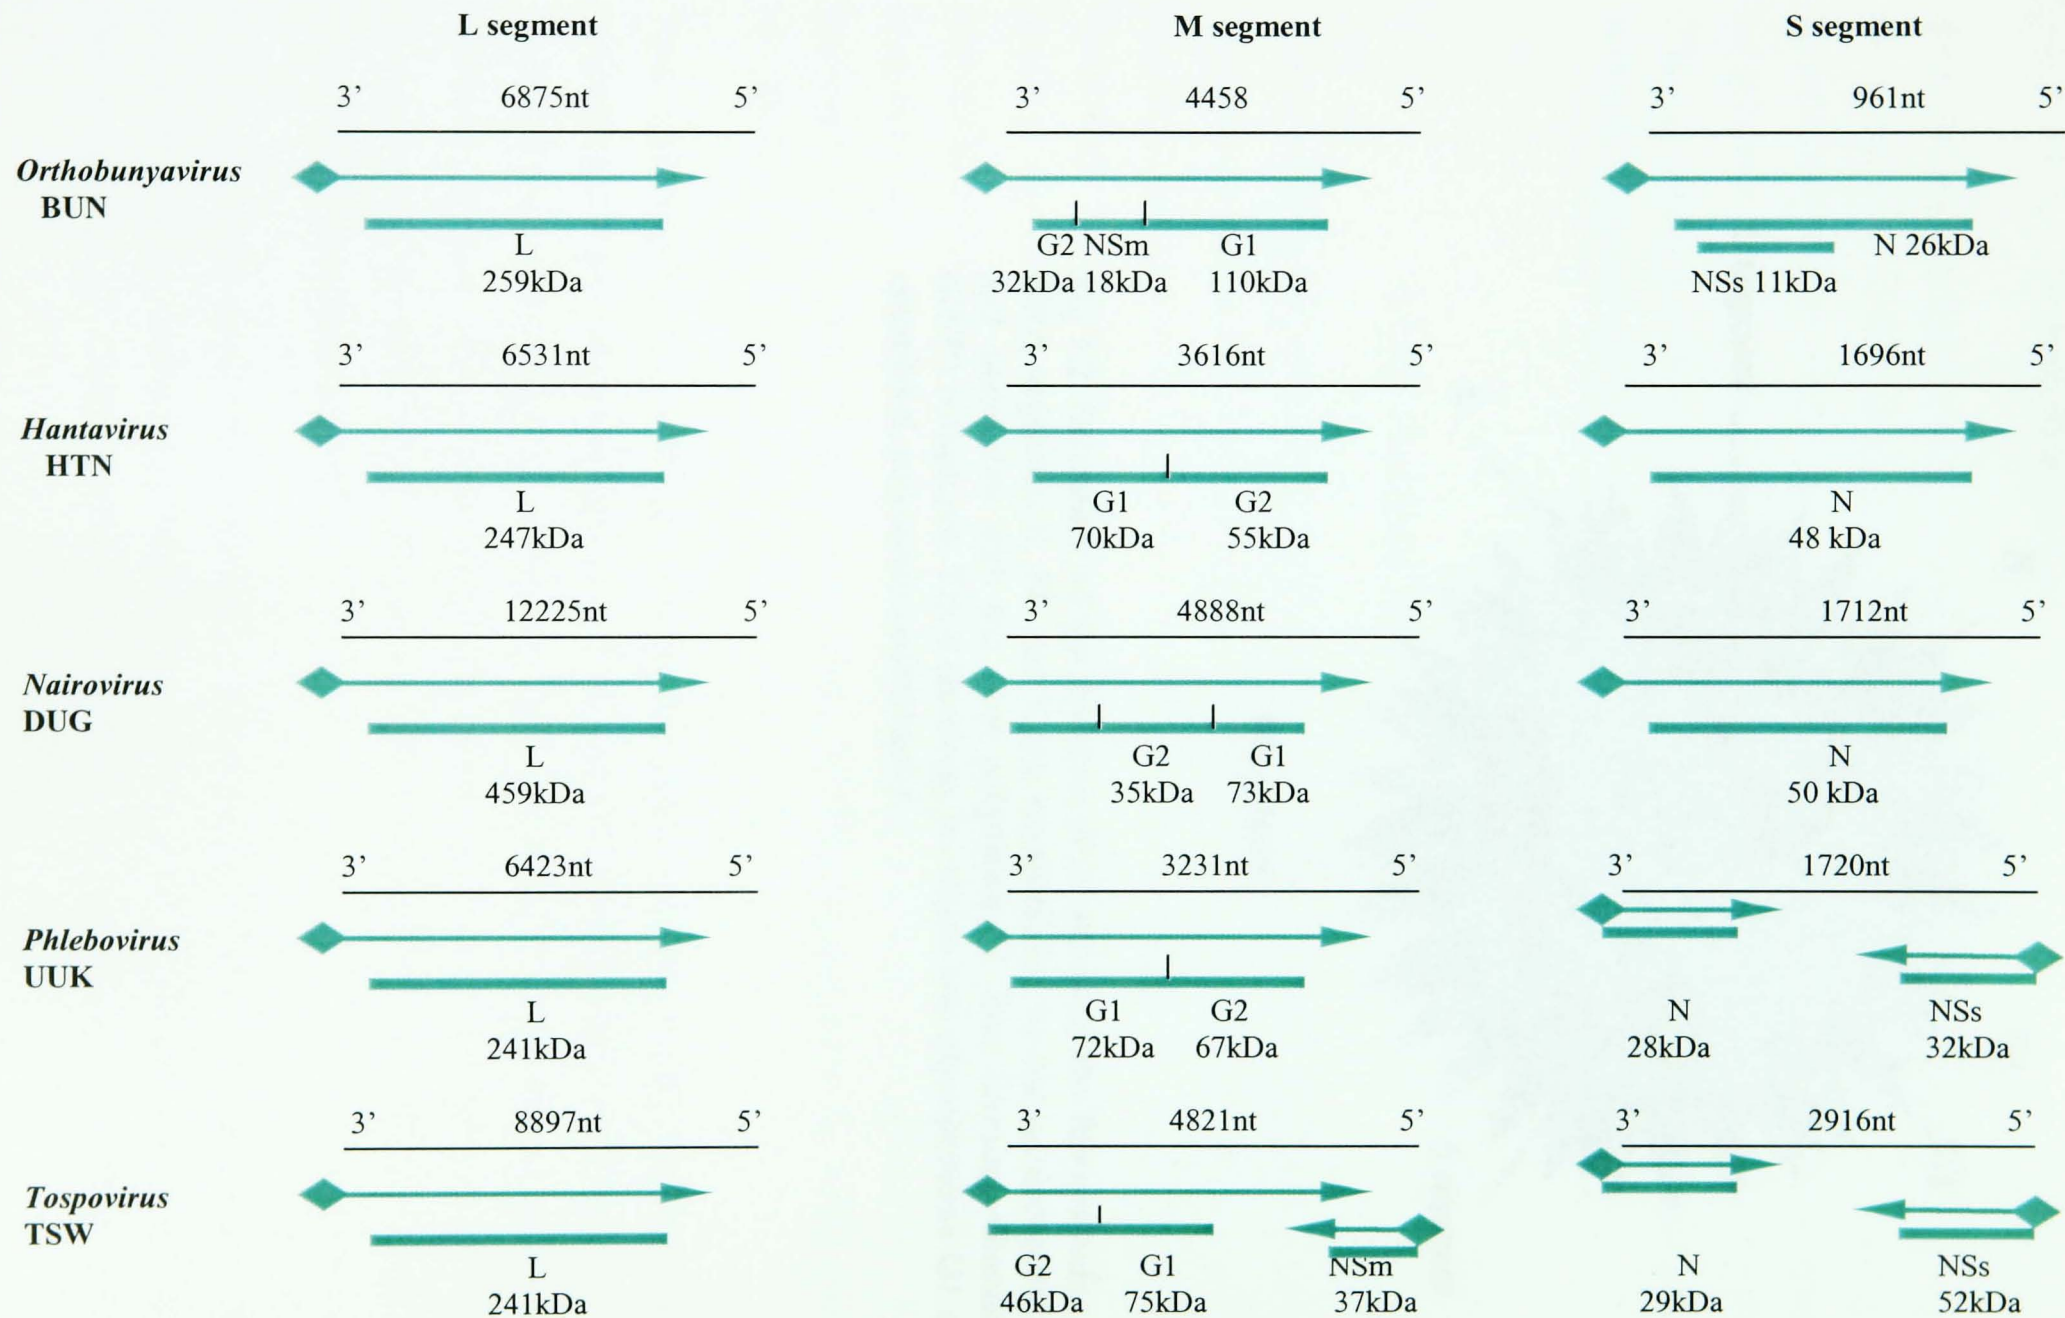 L segment M segment S segment
3’ 6875nt 5’ 3’ 4458 5’ 3’ 961nt 5’
Orthobunyavirus
BUN
L G2 NSm G1 N 26kDa
259kDa 32kDa 18kDa 110kDa NSs 11kDa
3’ 6531nt 5’ 3’ 3616nt 5’ 3’ 1696nt 5’
Hantavirus
HTN
L G1 G2 N
247kDa 70kDa 55kDa 48 kDa
3’ 12225nt 5’ 3’ 4888nt 5’ 3’ 1712nt 5’
Nairovirus
DUG
L G2 G1 N
459kDa 35kDa 73kDa 50 kDa
3’ 6423nt 5’ 3’ 3231nt 5’ 3’ 1720nt 5’
Phlebovirus
UUK
L G1 G2 N NSs
241kDa 72kDa 67kDa 28kDa 32kDa
3’ 8897nt 5’ 3’ 4821nt 5’ 3’ 2916nt 5’
Tospovirus
TSW
L G2 G1 NSm N NSs
241kDa 46kDa 75kDa 37kDa 29kDa 52kDa